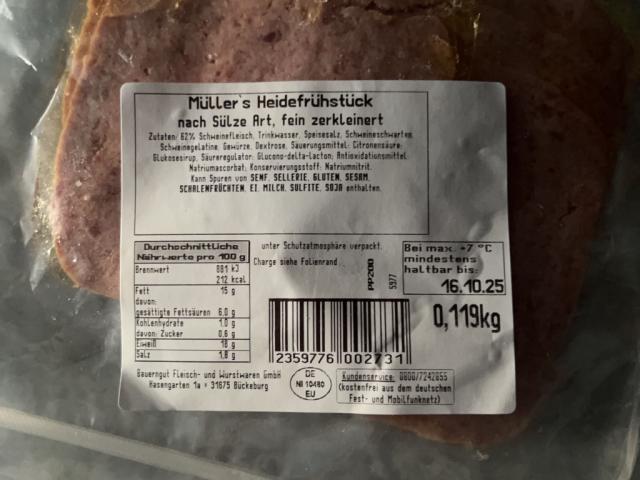 Müller's Heidefrühstück
nach Sülze Art, fein zerkleinert
Zutaten: 62% Schweinefleisch, Trinkwasser, Speisesalz, Schweineschwarten,
Schweinegelatine, Gewürze, Dextrose, Säuerungsmittel: Citronensäure;
Glukosesirup, Säureregulator: Glucono-delta-lacton; Antioxidationsmittel:
Natriumascorbat; Konservierungsstoff: Natriumnitrit.
Kann Spuren von SENF, SELLERIE, GLUTEN, SESAM,
SCHALENFRÜCHTEN, EI, MILCH, SULFITE, SOJA enthalten.
Durchschnittliche
Nährwerte pro 100 g
Brennwert 881 kJ
212 kcal
Fett 15 g
davon:
gesättigte Fettsäuren 6,0 g
Kohlenhydrate 1,0 g
davon: Zucker 0,6 g
Eiweiß 18 g
Salz 1,8 g
unter Schutzatmosphäre verpackt.
Charge siehe Folienrand
PP200
5977
Bei max. +7 °C
mindestens
haltbar bis:
16.10.25
0,119kg
2359776 002731
Bauerngut Fleisch- und Wurstwaren GmbH
Hasengarten 1a * 31675 Bückeburg
DE
NI 10480
EU
Kundenservice: 0800/7242855
(kostenfrei aus dem deutschen
Fest- und Mobilfunknetz)